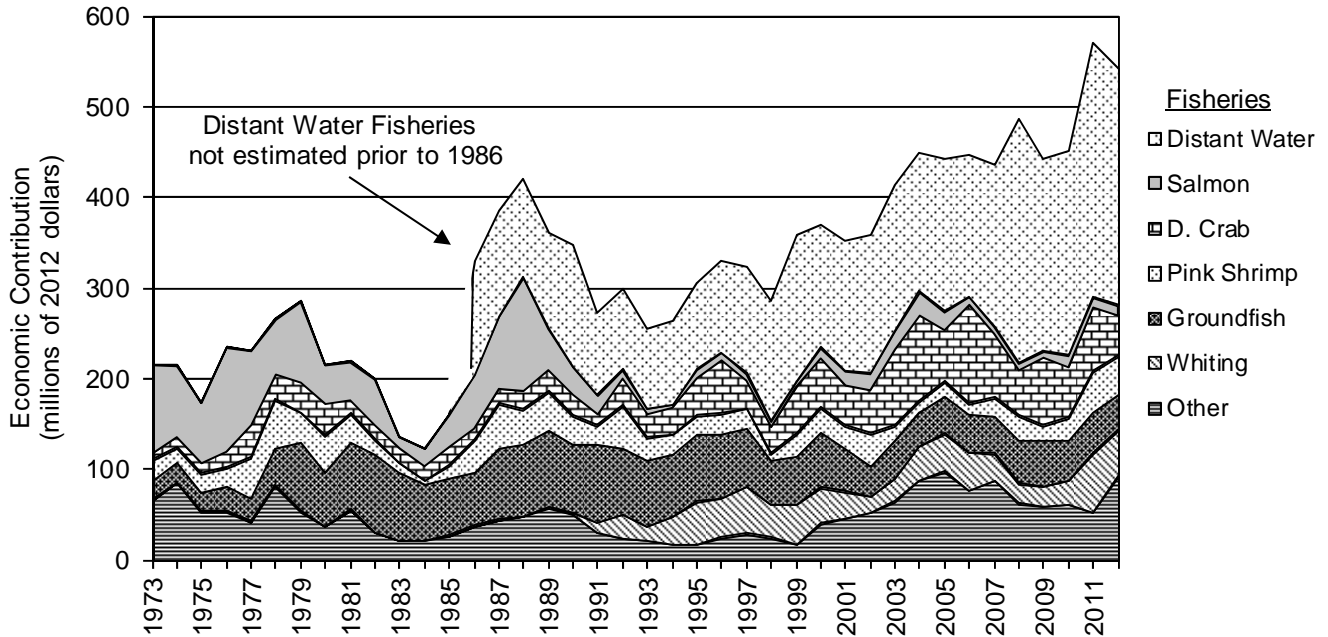 600
500
400
300
200
100
0
Economic Contribution
(millions of 2012 dollars)
Distant Water Fisheries
not estimated prior to 1986
1973
1975
1977
1979
1981
1983
1985
1987
1989
1991
1993
1995
1997
1999
2001
2003
2005
2007
2009
2011
Fisheries
Distant Water
Salmon
D. Crab
Pink Shrimp
Groundfish
Whiting
Other